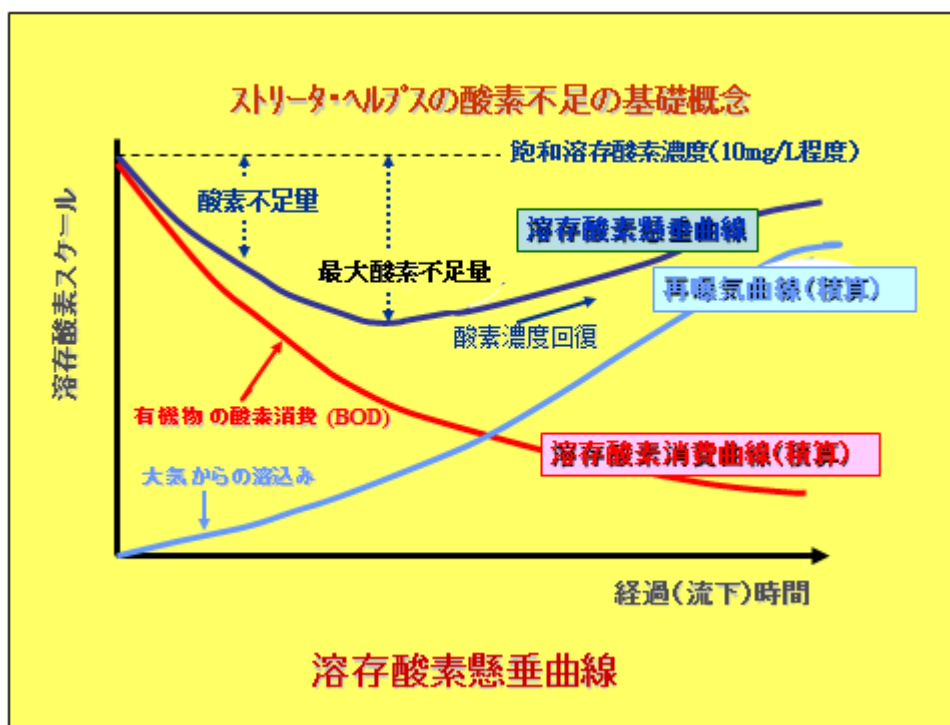 ｽﾄﾘｰﾀ・ﾍﾙﾌﾟｽの酸素不足の基礎概念
飽和溶存酸素濃度(10mg/L程度)
酸素不足量
溶存酸素懸垂曲線
最大酸素不足量
再曝気曲線(積算)
酸素濃度回復
溶存酸素スケール
有機物の酸素消費 (BOD)
溶存酸素消費曲線(積算)
大気からの溶込み
経過(流下)時間
溶存酸素懸垂曲線